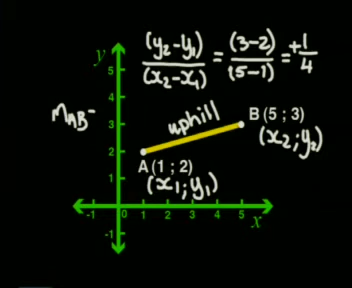 (y₂-y₁) = (3-2) = +1
(x₂-x₁) (5-1) 4
y
5
4
3
2
1
-1
-1 0 1 2 3 4 5
x
MAB-
uphill
B (5 ; 3)
(x₂;y₂)
A (1 ; 2)
(x₁;y₁)